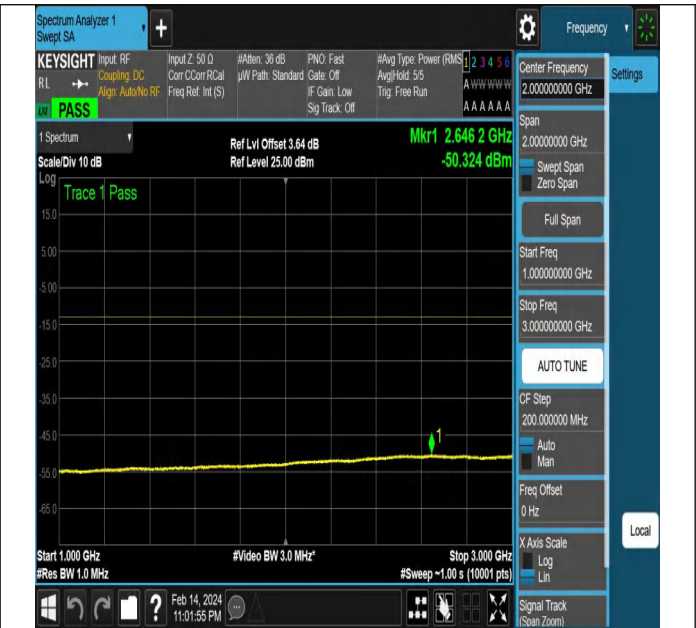 Spectrum Analyzer 1
Swept SA
Frequency
KEYSIGHT
RL
PASS
Input: RF
Coupling: DC
Align: Auto/No RF
Input Z: 50 Ω
Corr CCorr RCal
Freq Ref: Int (S)
#Atten: 36 dB
µW Path: Standard
PNO: Fast
Gate: Off
IF Gain: Low
Sig Track: Off
#Avg Type: Power (RMS
Avg|Hold: 5/5
Trig: Free Run
1 2 3 4 5 6
A W W W W W
A A A A A A
1 Spectrum
Scale/Div 10 dB
Ref Lvl Offset 3.64 dB
Ref Level 25.00 dBm
Mkr1 2.646 2 GHz
-50.324 dBm
Log
Trace 1 Pass
15.0
5.00
-5.00
-15.0
-25.0
-35.0
-45.0
-55.0
-65.0
1
Start 1.000 GHz
#Res BW 1.0 MHz
#Video BW 3.0 MHz*
Stop 3.000 GHz
#Sweep ~1.00 s (10001 pts)
?
Feb 14, 2024
11:01:55 PM
Center Frequency
2.000000000 GHz
Settings
Span
2.00000000 GHz
Swept Span
Zero Span
Full Span
Start Freq
1.000000000 GHz
Stop Freq
3.000000000 GHz
AUTO TUNE
CF Step
200.000000 MHz
Auto
Man
Freq Offset
0 Hz
X Axis Scale
Log
Lin
Local
Signal Track
(Span Zoom)